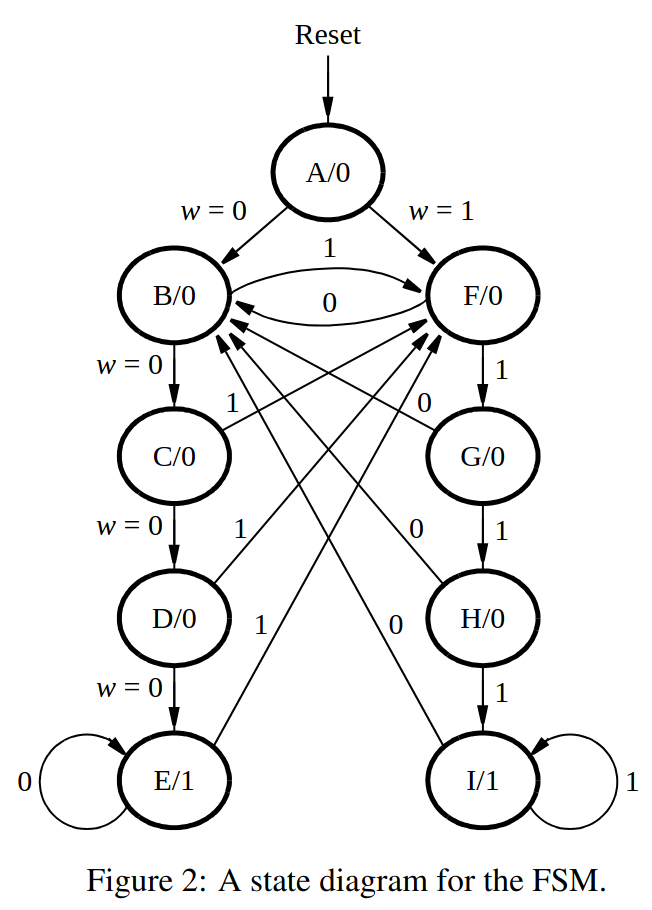 Reset
A/0
w = 0
w = 1
1
B/0
0
F/0
w = 0
1
1
0
C/0
G/0
w = 0
1
0
1
D/0
H/0
1
0
w = 0
1
0
E/1
I/1
1
Figure 2: A state diagram for the FSM.